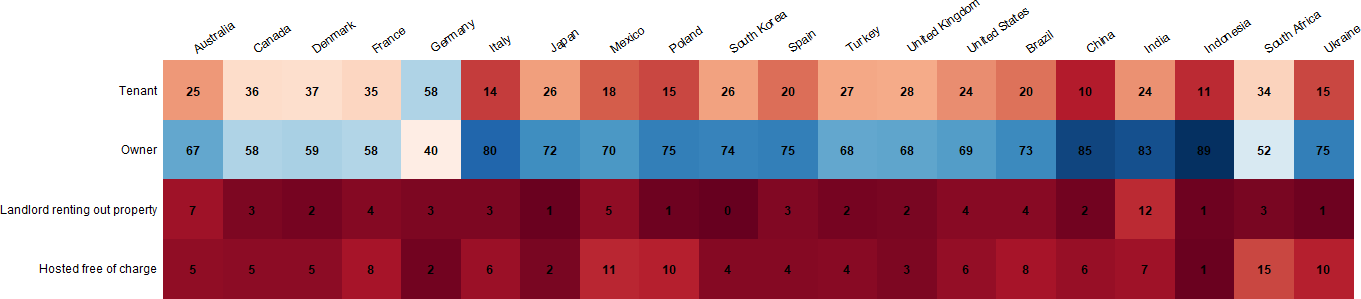 Australia Canada Denmark France Germany Italy Japan Mexico Poland South Korea Spain Turkey United Kingdom United States Brazil China India Indonesia South Africa Ukraine
Tenant 25 36 37 35 58 14 26 18 15 26 20 27 28 24 20 10 24 11 34 15
Owner 67 58 59 58 40 80 72 70 75 74 75 68 68 69 73 85 83 89 52 75
Landlord renting out property 7 3 2 4 3 3 1 5 1 0 3 2 2 4 4 2 12 1 3 1
Hosted free of charge 5 5 5 8 2 6 2 11 10 4 4 4 3 6 8 6 7 1 15 10